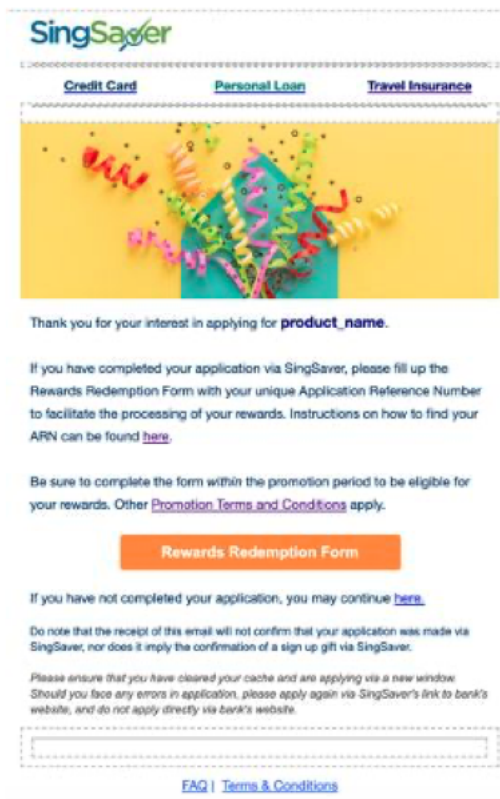 SingSaver
Credit Card Personal Loan Travel Insurance
Thank you for your interest in applying for product_name.
If you have completed your application via SingSaver, please fill up the
Rewards Redemption Form with your unique Application Reference Number
to facilitate the processing of your rewards. Instructions on how to find your
ARN can be found here.
Be sure to complete the form within the promotion period to be eligible for
your rewards. Other Promotion Terms and Conditions apply.
Rewards Redemption Form
If you have not completed your application, you may continue here.
Do note that the receipt of this email will not confirm that your application was made via
SingSaver, nor does it imply the confirmation of a sign up gift via SingSaver.
Please ensure that you have cleared your cache and are applying via a new window.
Should you face any errors in application, please apply again via SingSaver's link to bank's
website, and do not apply directly via bank's website.
FAQ | Terms & Conditions